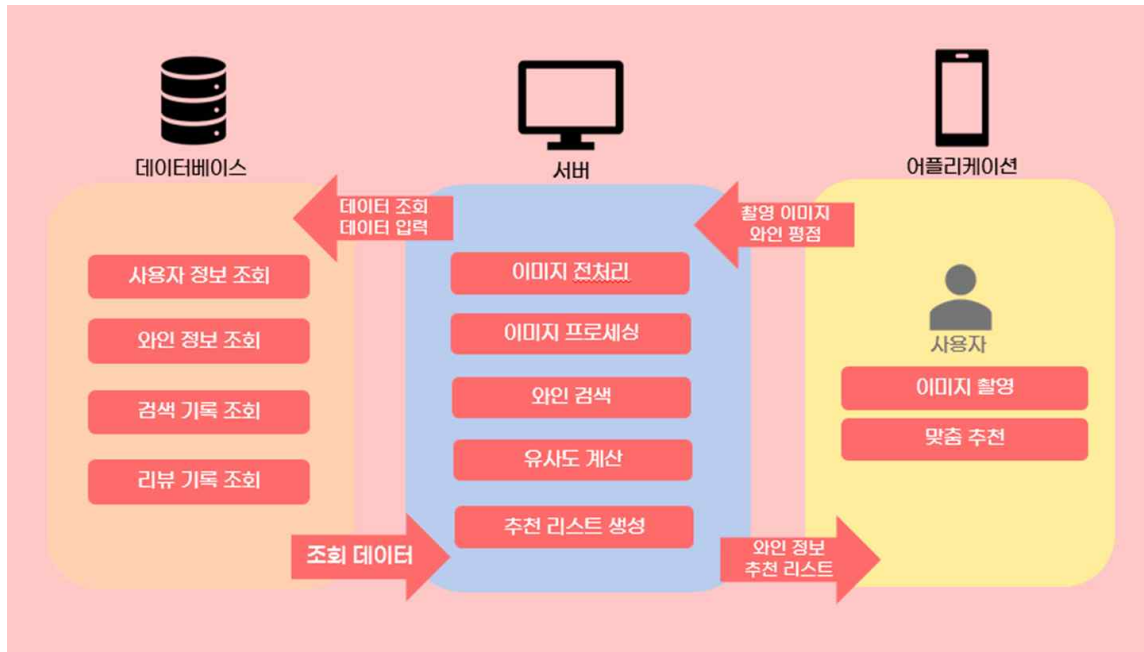 데이터베이스
서버
어플리케이션
데이터 조회
데이터 입력
촬영 이미지
와인 평점
사용자 정보 조회
와인 정보 조회
검색 기록 조회
리뷰 기록 조회
이미지 전처리
이미지 프로세싱
와인 검색
유사도 계산
추천 리스트 생성
사용자
이미지 촬영
맞춤 추천
조회 데이터
와인 정보
추천 리스트